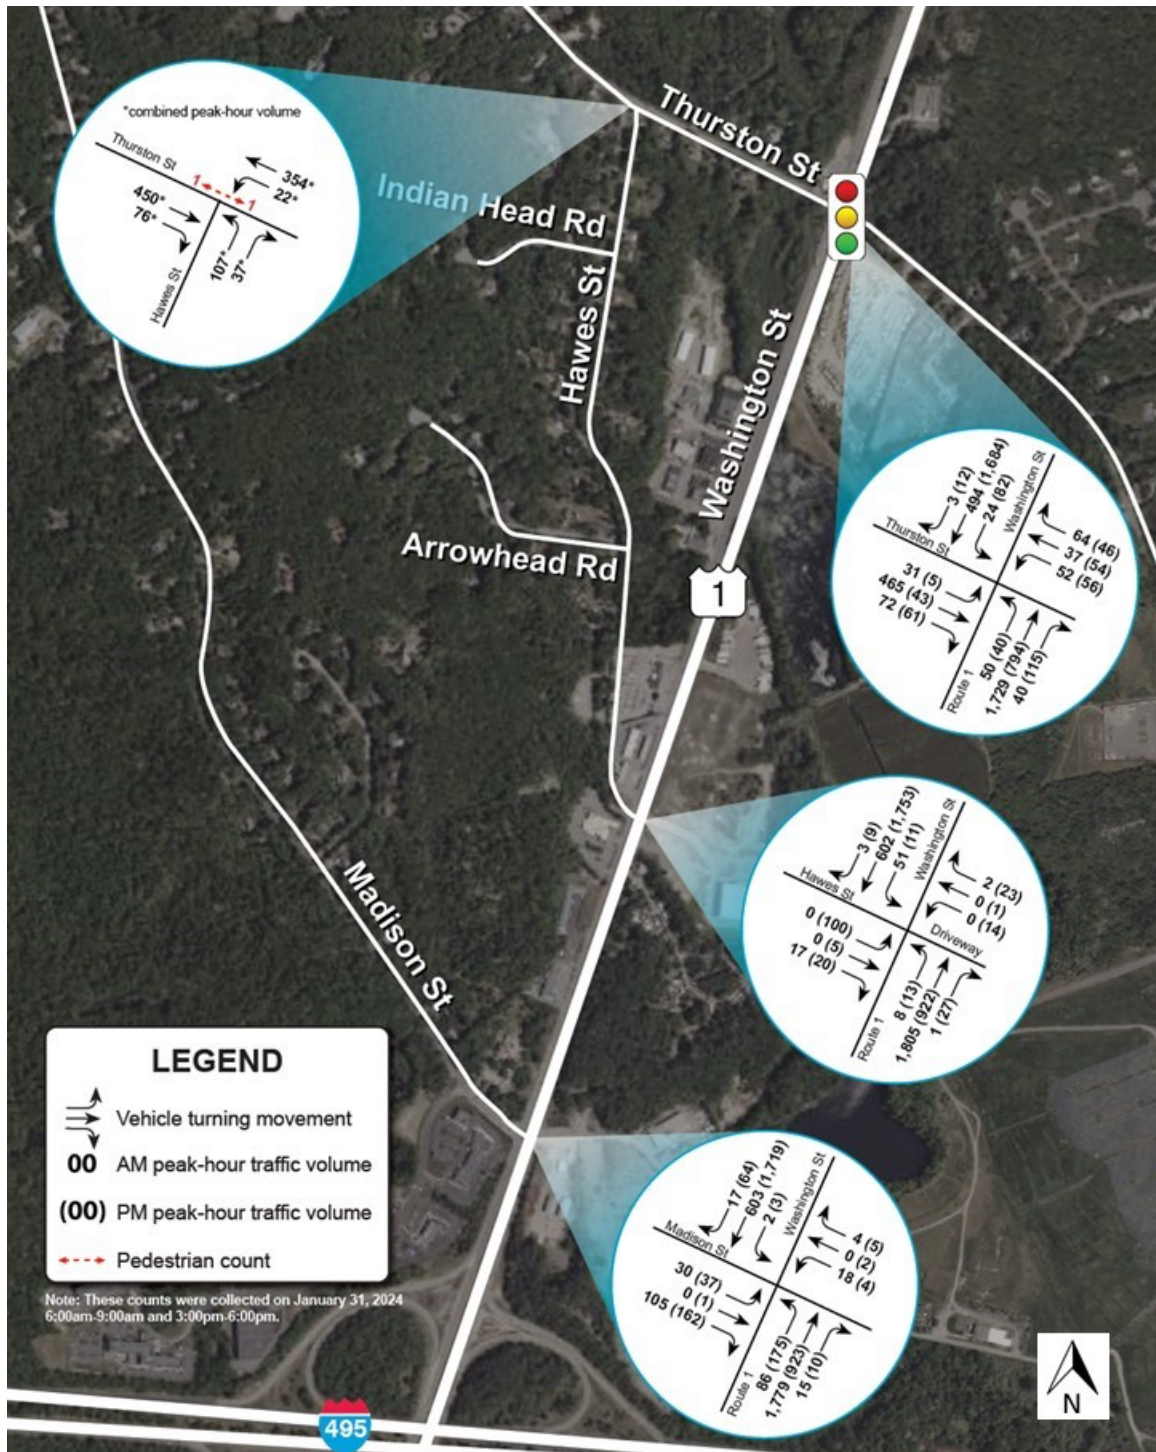 *combined peak-hour volume
Thurston St
354*
22*
1
1
450*
76*
107*
37*
Hawes St
Thurston St
Indian Head Rd
Hawes St
Washington St
Arrowhead Rd
1
3 (12)
494 (1,684)
24 (82)
Washington St
Thurston St
64 (46)
37 (54)
52 (56)
31 (5)
465 (43)
72 (61)
50 (40)
1,729 (794)
40 (115)
Route 1
3 (9)
602 (1,753)
51 (11)
Washington St
Hawes St
2 (23)
0 (1)
0 (14)
Driveway
0 (100)
0 (5)
17 (20)
8 (13)
1,805 (922)
1 (27)
Route 1
Madison St
17 (64)
603 (1,719)
2 (3)
Washington St
Madison St
4 (5)
0 (2)
18 (4)
30 (37)
0 (1)
105 (162)
86 (175)
1,779 (923)
15 (10)
Route 1
LEGEND
Vehicle turning movement
00 AM peak-hour traffic volume
(00) PM peak-hour traffic volume
Pedestrian count
Note: These counts were collected on January 31, 2024
6:00am-9:00am and 3:00pm-6:00pm.
495
N